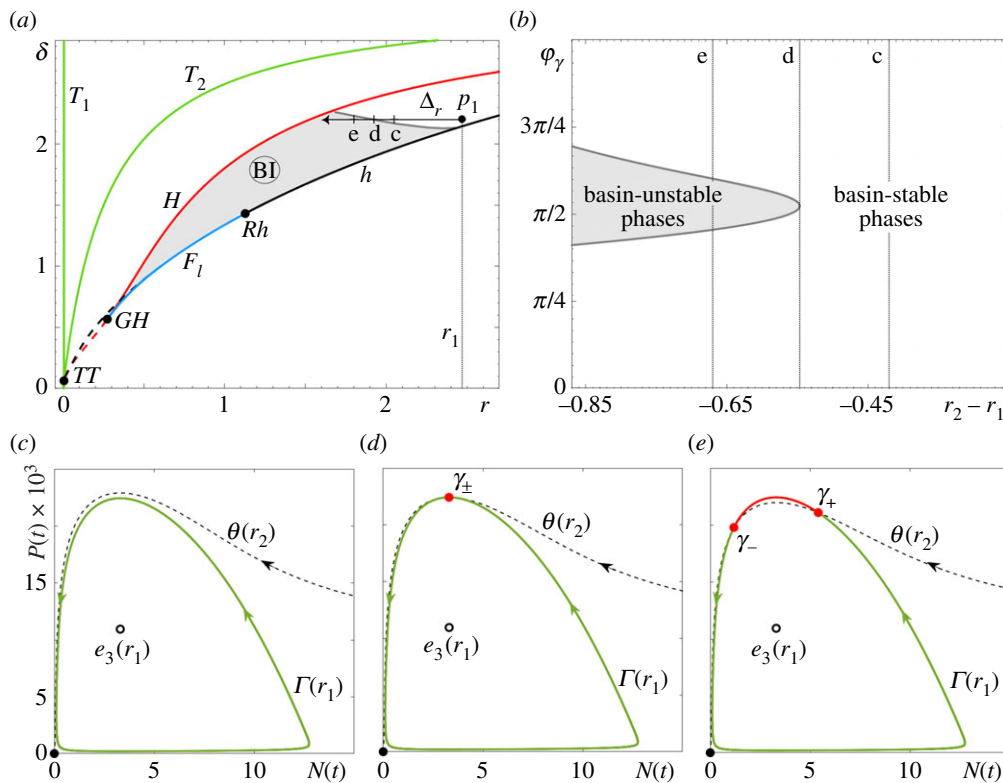 (a)
δ
T₁
T₂
Δᵣ
p₁
2
e
d
c
BI
h
H
Rh
1
Fₗ
GH
r₁
TT
0
0
1
2
r
(b)
φᵧ
e
d
c
3π/4
basin-unstable
phases
basin-stable
phases
π/2
π/4
0
–0.85
–0.65
–0.45
r₂ – r₁
(c)
P(t) × 10³
15
5
0
θ(r₂)
e₃(r₁)
Γ(r₁)
0
5
10
N(t)
(d)
γ±
θ(r₂)
e₃(r₁)
Γ(r₁)
0
5
10
N(t)
(e)
γ₊
γ₋
θ(r₂)
e₃(r₁)
Γ(r₁)
0
5
10
N(t)